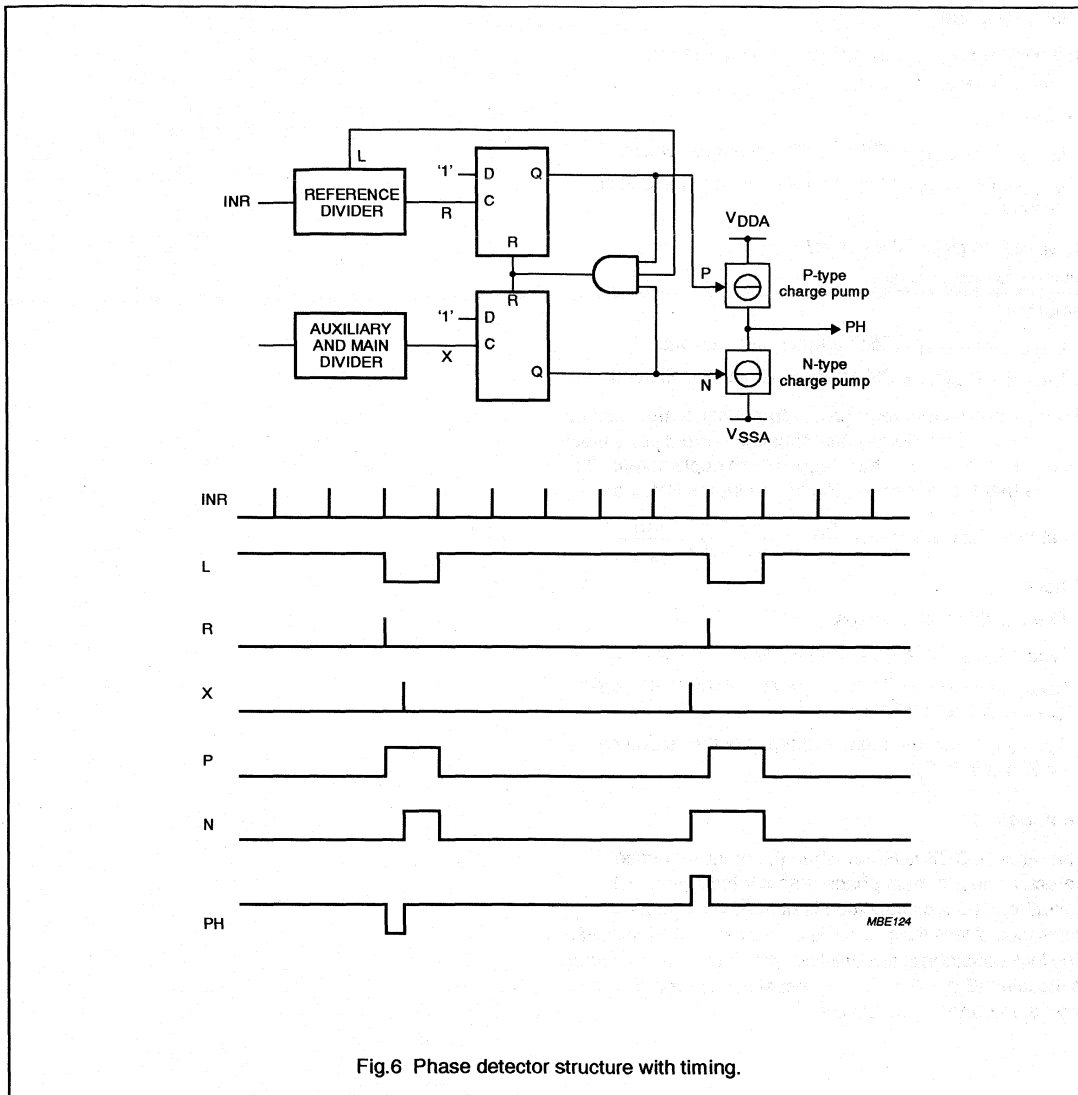 L
'1' D Q
INR REFERENCE DIVIDER R C
R
VDDA
P P-type charge pump
PH
R
'1' D
AUXILIARY AND MAIN DIVIDER X C
Q
N N-type charge pump
VSSA
INR
L
R
X
P
N
PH
MBE124
Fig.6 Phase detector structure with timing.